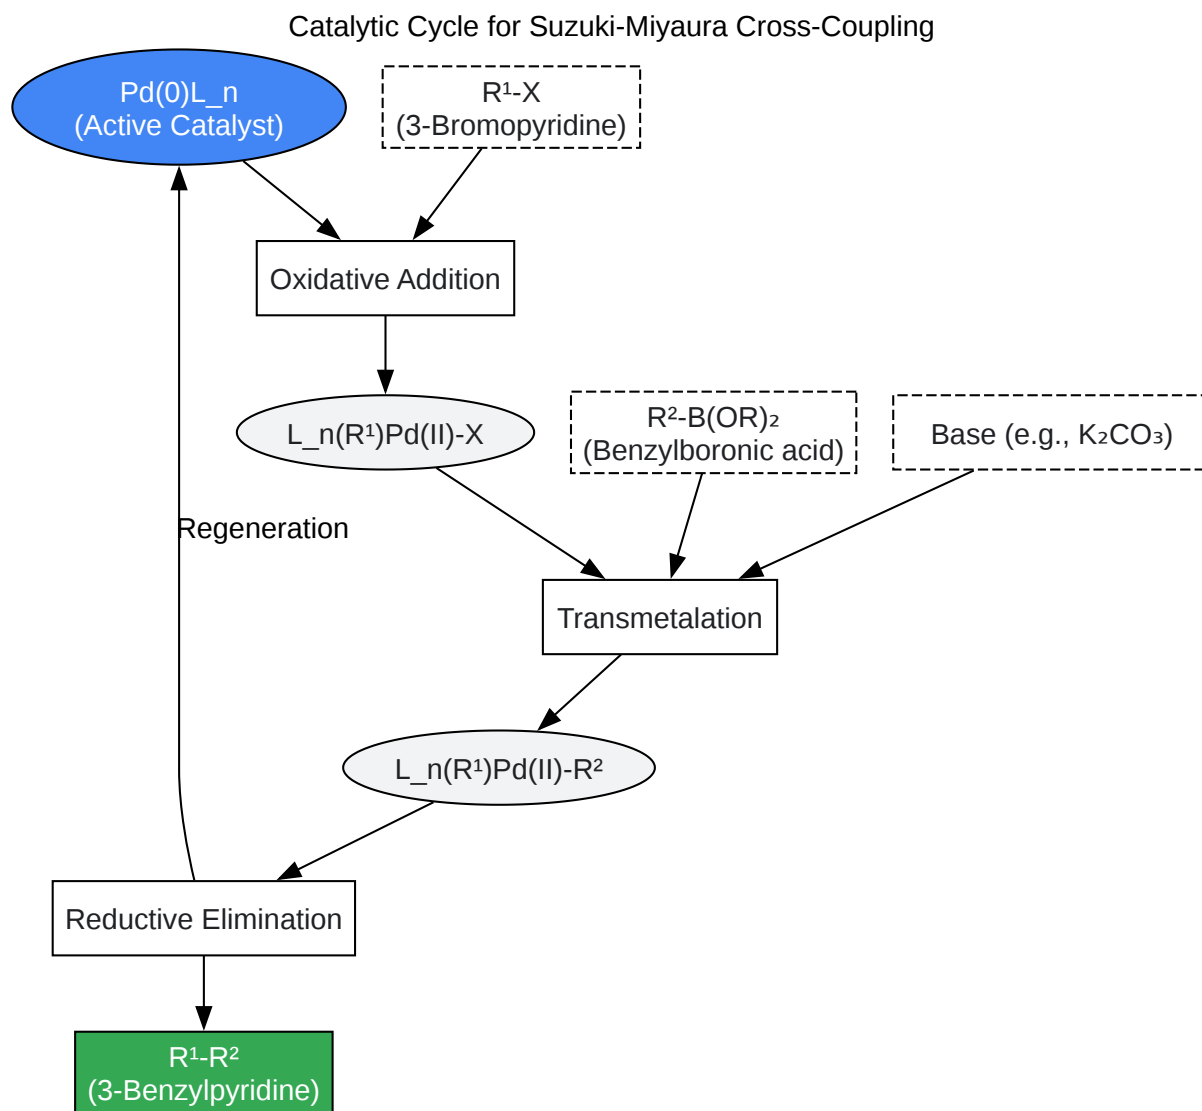 Catalytic Cycle for Suzuki-Miyaura Cross-Coupling
Pd(0)L_n
(Active Catalyst)
R¹-X
(3-Bromopyridine)
Oxidative Addition
L_n(R¹)Pd(II)-X
R²-B(OR)₂
(Benzylboronic acid)
Base (e.g., K₂CO₃)
Regeneration
Transmetalation
L_n(R¹)Pd(II)-R²
Reductive Elimination
R¹-R²
(3-Benzylpyridine)